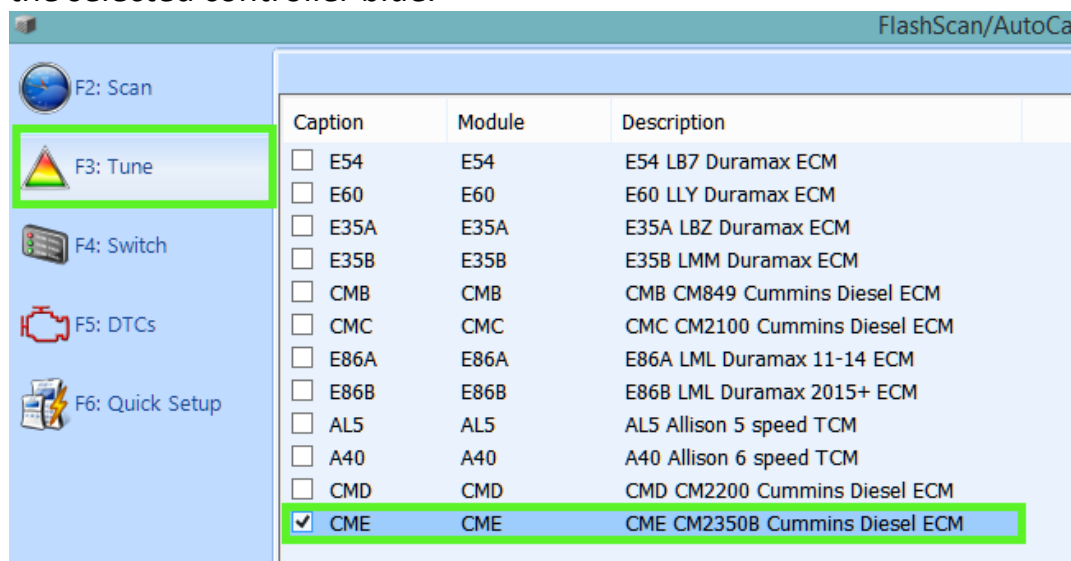 the selected controller blue.
FlashScan/AutoCa
F2: Scan
F3: Tune
F4: Switch
F5: DTCs
F6: Quick Setup
Caption Module Description
E54 E54 E54 LB7 Duramax ECM
E60 E60 E60 LLY Duramax ECM
E35A E35A E35A LBZ Duramax ECM
E35B E35B E35B LMM Duramax ECM
CMB CMB CMB CM849 Cummins Diesel ECM
CMC CMC CMC CM2100 Cummins Diesel ECM
E86A E86A E86A LML Duramax 11-14 ECM
E86B E86B E86B LML Duramax 2015+ ECM
AL5 AL5 AL5 Allison 5 speed TCM
A40 A40 A40 Allison 6 speed TCM
CMD CMD CMD CM2200 Cummins Diesel ECM
CME CME CME CM2350B Cummins Diesel ECM